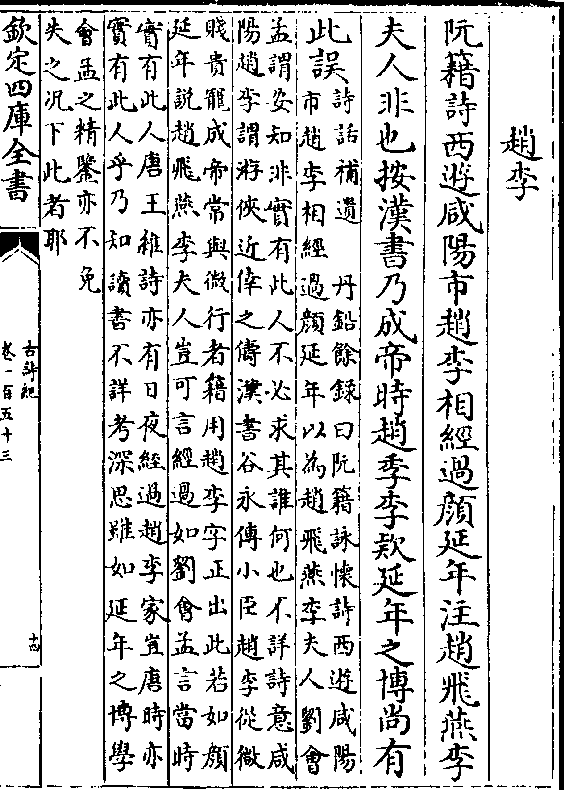 趙李
阮籍詩西遊咸陽市趙李相經過顔延年注趙飛燕李
夫人非也按漢書乃成帝時趙季李欵延年之博尚有
此誤
詩話補遺 丹鉛餘録曰阮籍詠懷詩西遊咸陽
市趙李相經過顔延年以為趙飛燕李夫人劉會
孟謂安知非實有此人不必求其誰何也不詳詩意咸
陽趙李謂游俠近倖之儔漢書谷永傳小臣趙李從微
賤貴寵成帝常與微行者籍用趙李字正出此若如顔
延年説趙飛燕李夫人豈可言經過如劉會孟言當時
實有此人唐王維詩亦有日夜經過趙李家豈唐時亦
實有此人乎乃知讀書不詳考深思雖如延年之博學
會孟之精鑒亦不免
失之况下此者耶
欽定四庫全書
古詩紀
卷一百五十三
十四